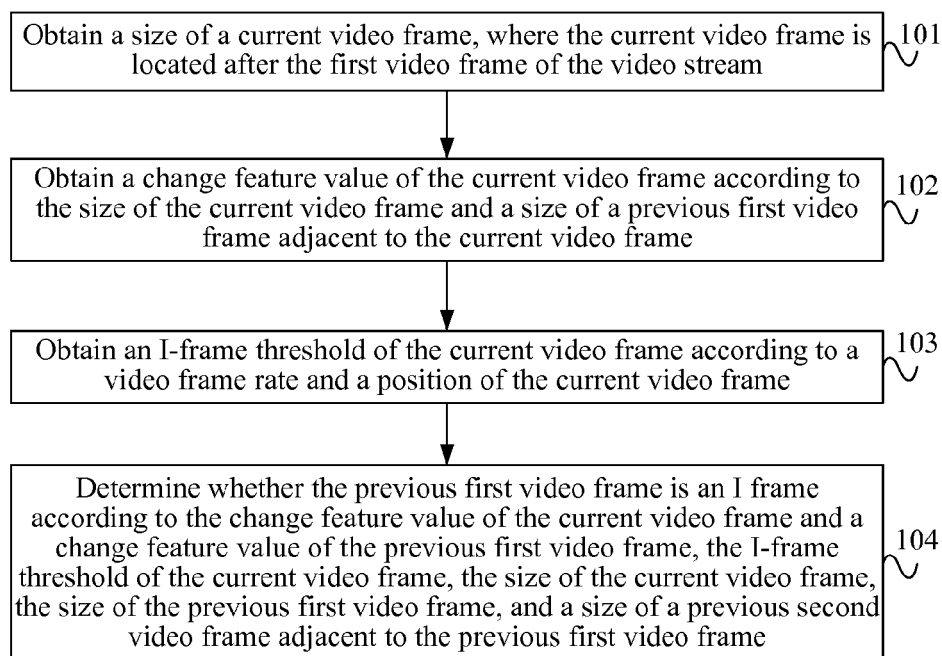 Obtain a size of a current video frame, where the current video frame is
located after the first video frame of the video stream
101
Obtain a change feature value of the current video frame according to
the size of the current video frame and a size of a previous first video
frame adjacent to the current video frame
102
Obtain an I-frame threshold of the current video frame according to a
video frame rate and a position of the current video frame
103
Determine whether the previous first video frame is an I frame
according to the change feature value of the current video frame and a
change feature value of the previous first video frame, the I-frame
threshold of the current video frame, the size of the current video frame,
the size of the previous first video frame, and a size of a previous second
video frame adjacent to the previous first video frame
104